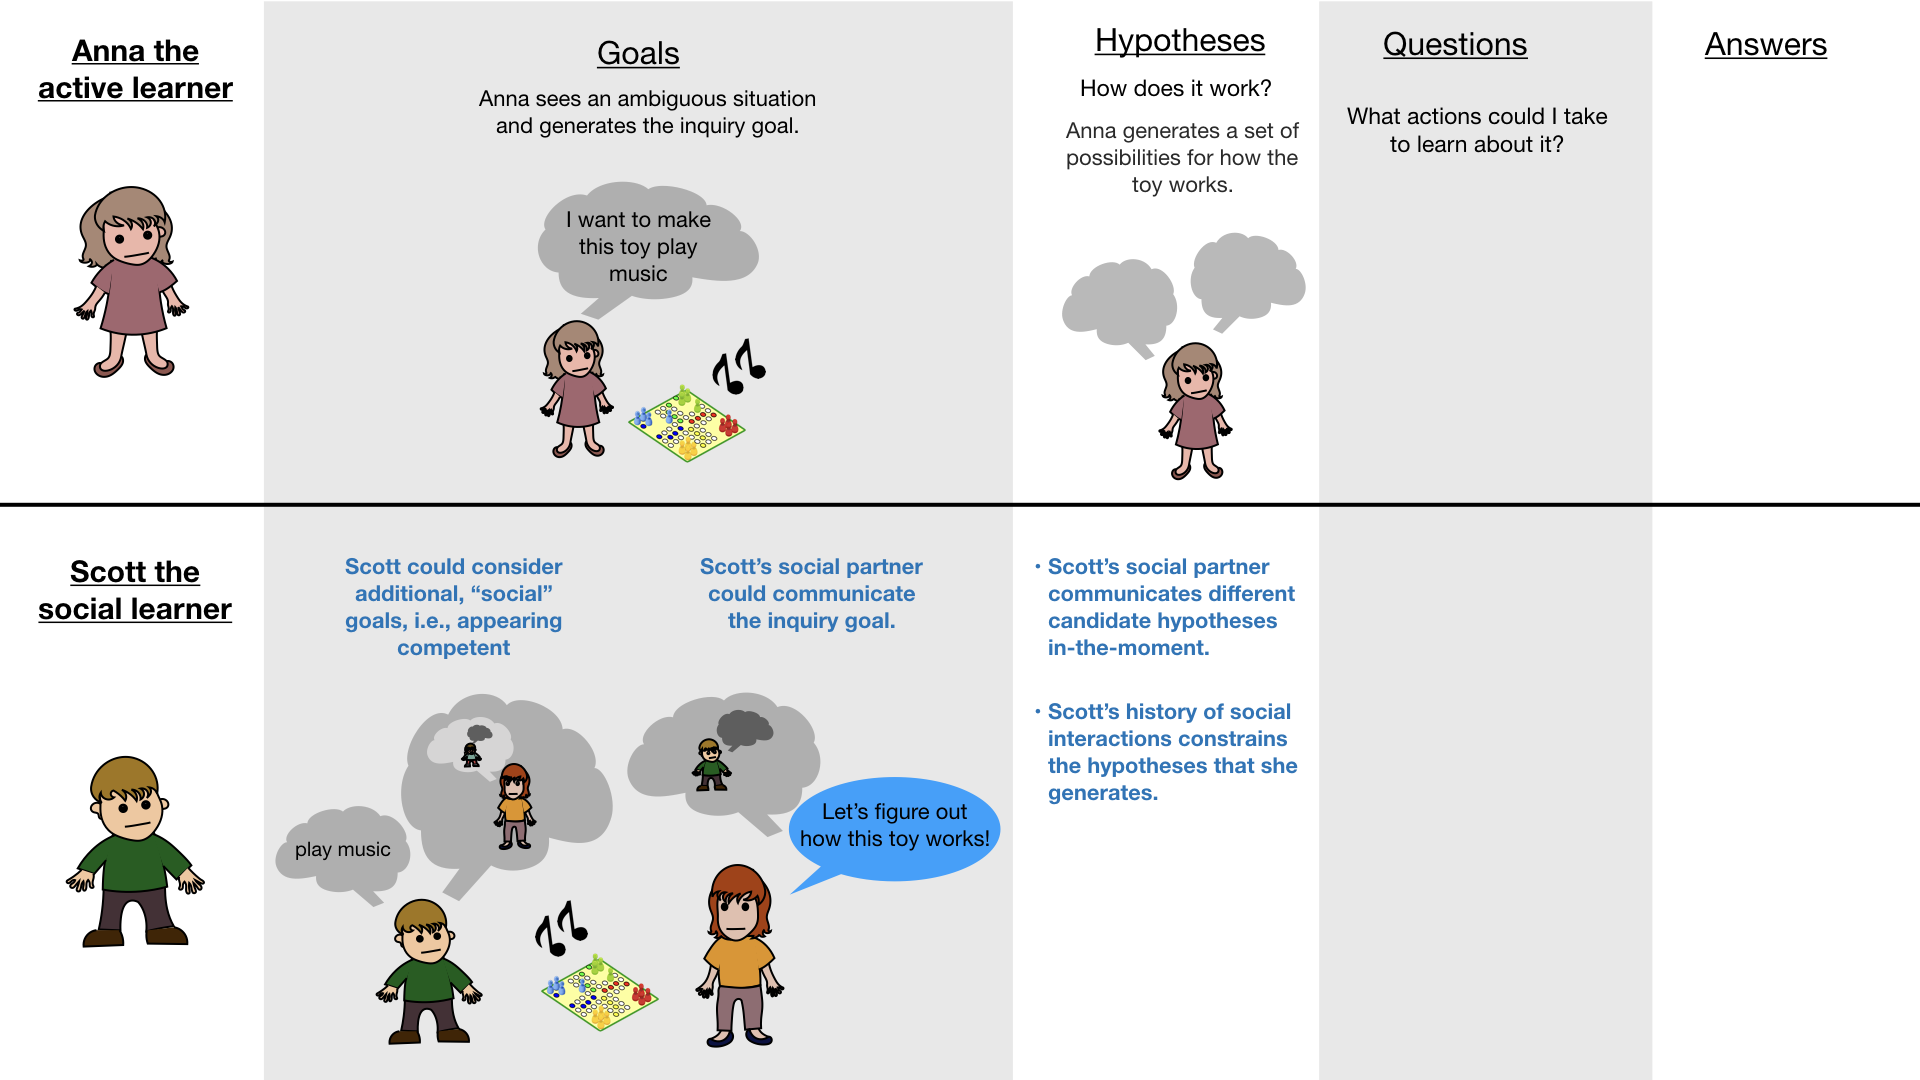 Anna the
active learner
Goals
Anna sees an ambiguous situation
and generates the inquiry goal.
I want to make
this toy play
music
Hypotheses
How does it work?
Anna generates a set of
possibilities for how the
toy works.
Questions
What actions could I take
to learn about it?
Answers
Scott the
social learner
Scott could consider
additional, “social”
goals, i.e., appearing
competent
Scott’s social partner
could communicate
the inquiry goal.
play music
Let’s figure out
how this toy works!
• Scott’s social partner
communicates different
candidate hypotheses
in-the-moment.
• Scott’s history of social
interactions constrains
the hypotheses that she
generates.